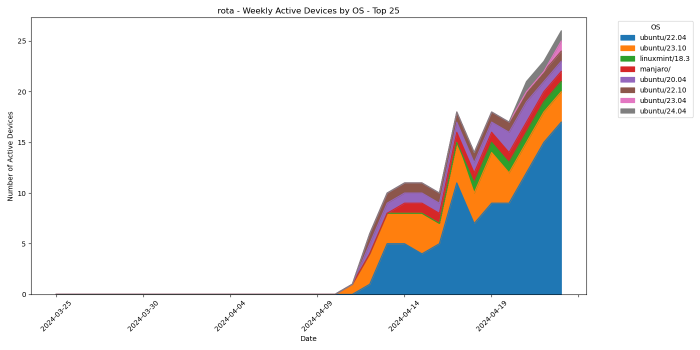 rota - Weekly Active Devices by OS - Top 25
Number of Active Devices
25
20
15
10
5
0
2024-03-25
2024-03-30
2024-04-04
2024-04-09
2024-04-14
2024-04-19
Date
OS
ubuntu/22.04
ubuntu/23.10
linuxmint/18.3
manjaro/
ubuntu/20.04
ubuntu/22.10
ubuntu/23.04
ubuntu/24.04